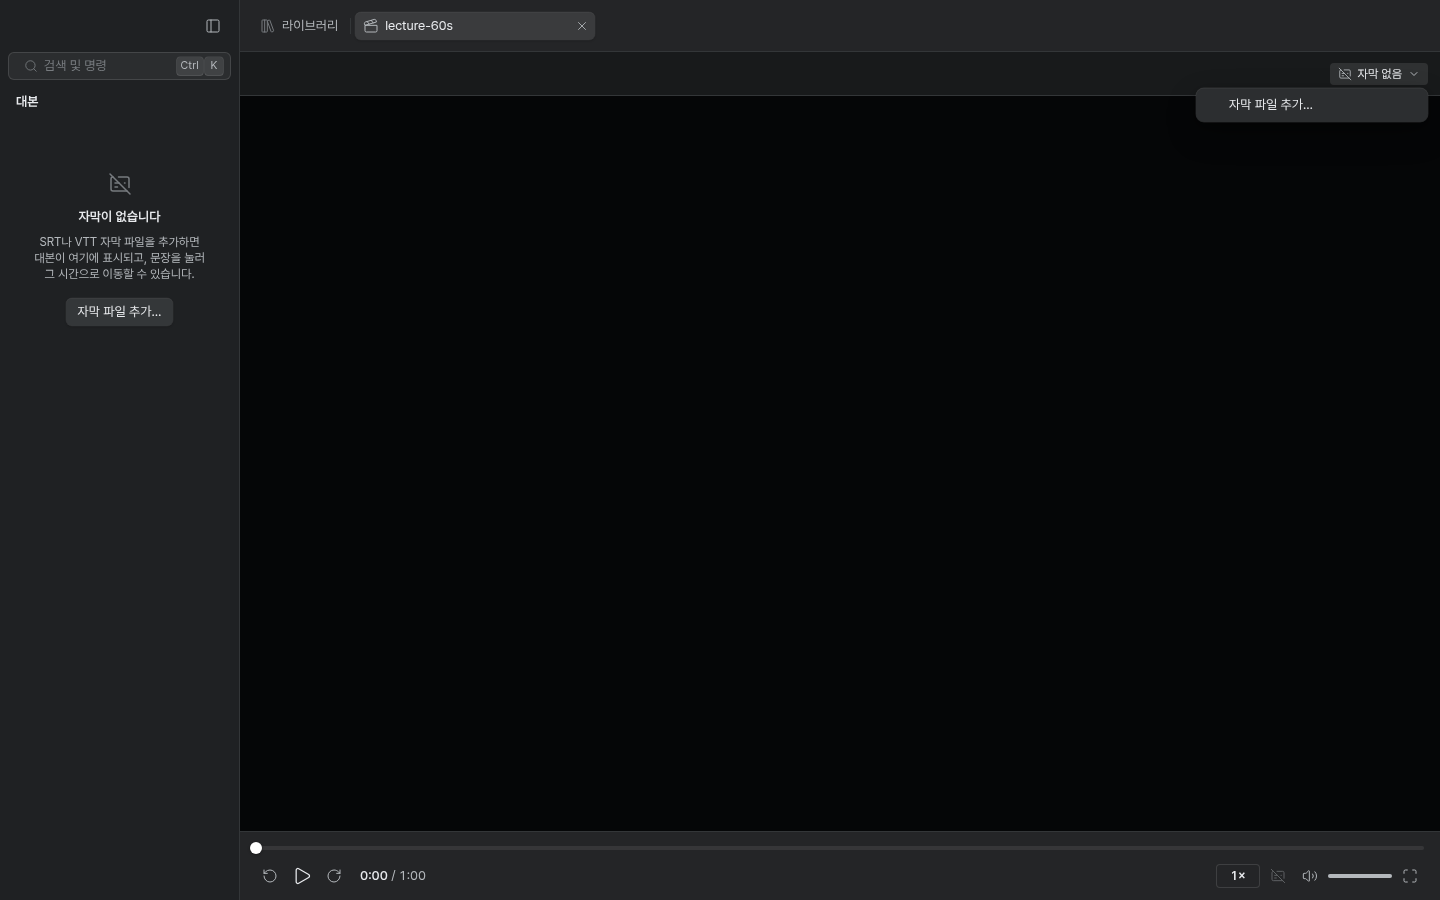 라이브러리
lecture-60s
검색 및 명령
Ctrl K
대본
자막 없음
자막 파일 추가...
자막이 없습니다
SRT나 VTT 자막 파일을 추가하면
대본이 여기에 표시되고, 문장을 눌러
그 시간으로 이동할 수 있습니다.
자막 파일 추가...
0:00 / 1:00
1×